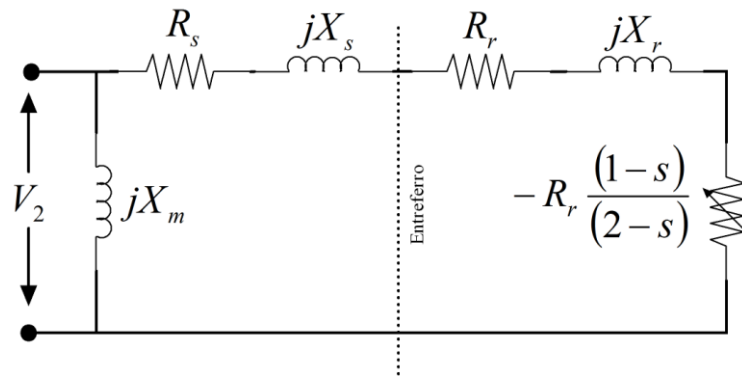 R_s jX_s R_r jX_r
V_2 jX_m Entreferro -R_r (1-s)/(2-s)